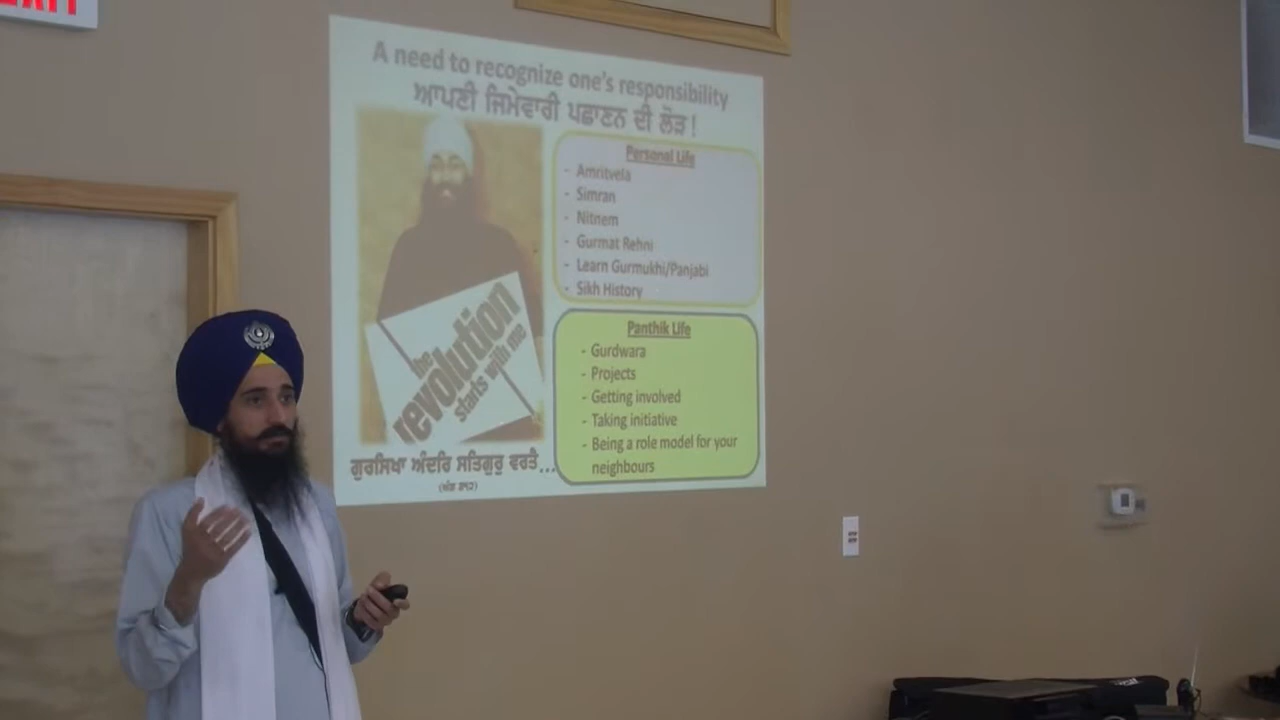 EXIT
A need to recognize one's responsibility
ਆਪਣੀ ਜਿਮੇਵਾਰੀ ਪਛਾਣਨ ਦੀ ਲੋੜ!
Personal Life
- Amritvela
- Simran
- Nitnem
- Gurmat Rehni
- Learn Gurmukhi/Panjabi
- Sikh History
the
revolution
starts with me
Panthik Life
- Gurdwara
- Projects
- Getting involved
- Taking initiative
- Being a role model for your
neighbours
ਗੁਰਸਿਖਾ ਅੰਦਰਿ ਸਤਿਗੁਰੁ ਵਰਤੈ...